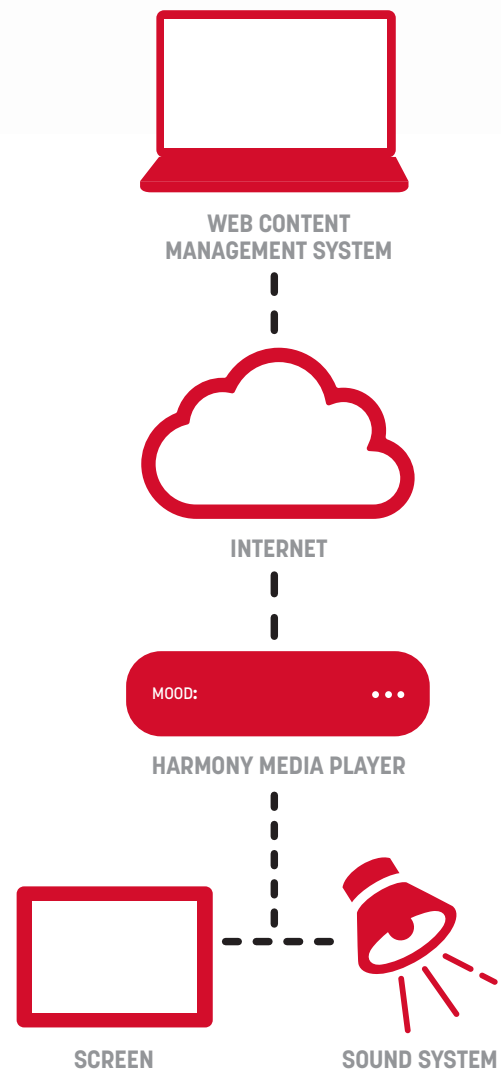 WEB CONTENT
MANAGEMENT SYSTEM
INTERNET
MOOD:
HARMONY MEDIA PLAYER
SCREEN
SOUND SYSTEM